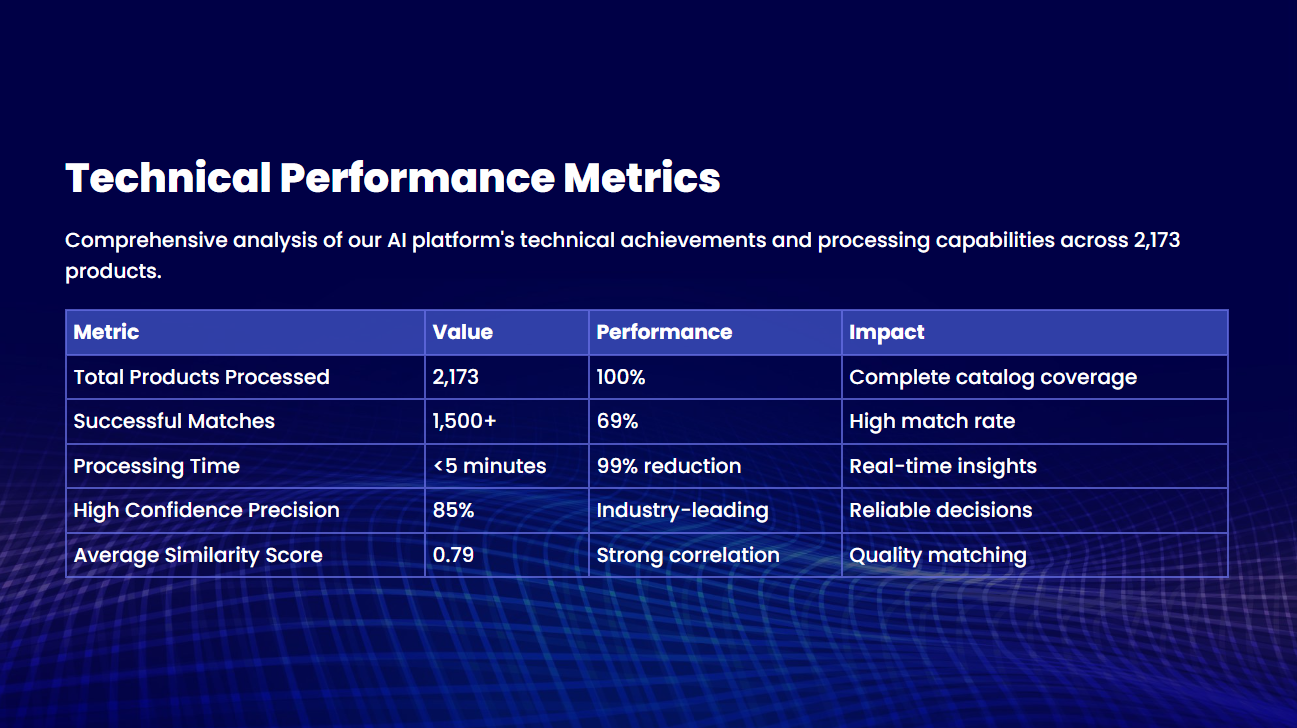 Technical Performance Metrics
Comprehensive analysis of our AI platform's technical achievements and processing capabilities across 2,173
products.
Metric Value Performance Impact
Total Products Processed 2,173 100% Complete catalog coverage
Successful Matches 1,500+ 69% High match rate
Processing Time <5 minutes 99% reduction Real-time insights
High Confidence Precision 85% Industry-leading Reliable decisions
Average Similarity Score 0.79 Strong correlation Quality matching